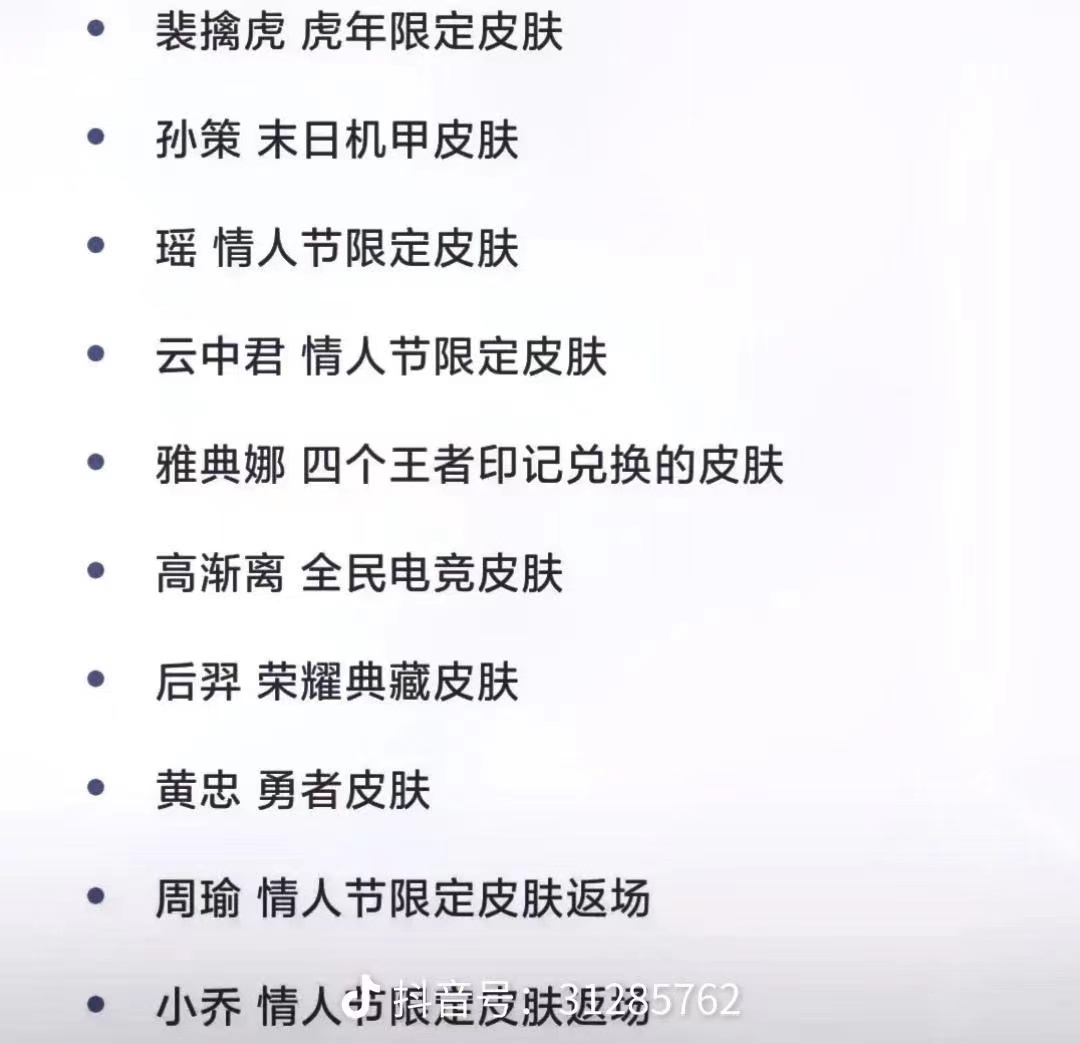 裴擒虎 虎年限定皮肤
孙策 末日机甲皮肤
瑶 情人节限定皮肤
云中君 情人节限定皮肤
雅典娜 四个王者印记兑换的皮肤
高渐离 全民电竞皮肤
后羿 荣耀典藏皮肤
黄忠 勇者皮肤
周瑜 情人节限定皮肤返场
小乔 情人节限定皮肤返场
抖音号：31285762